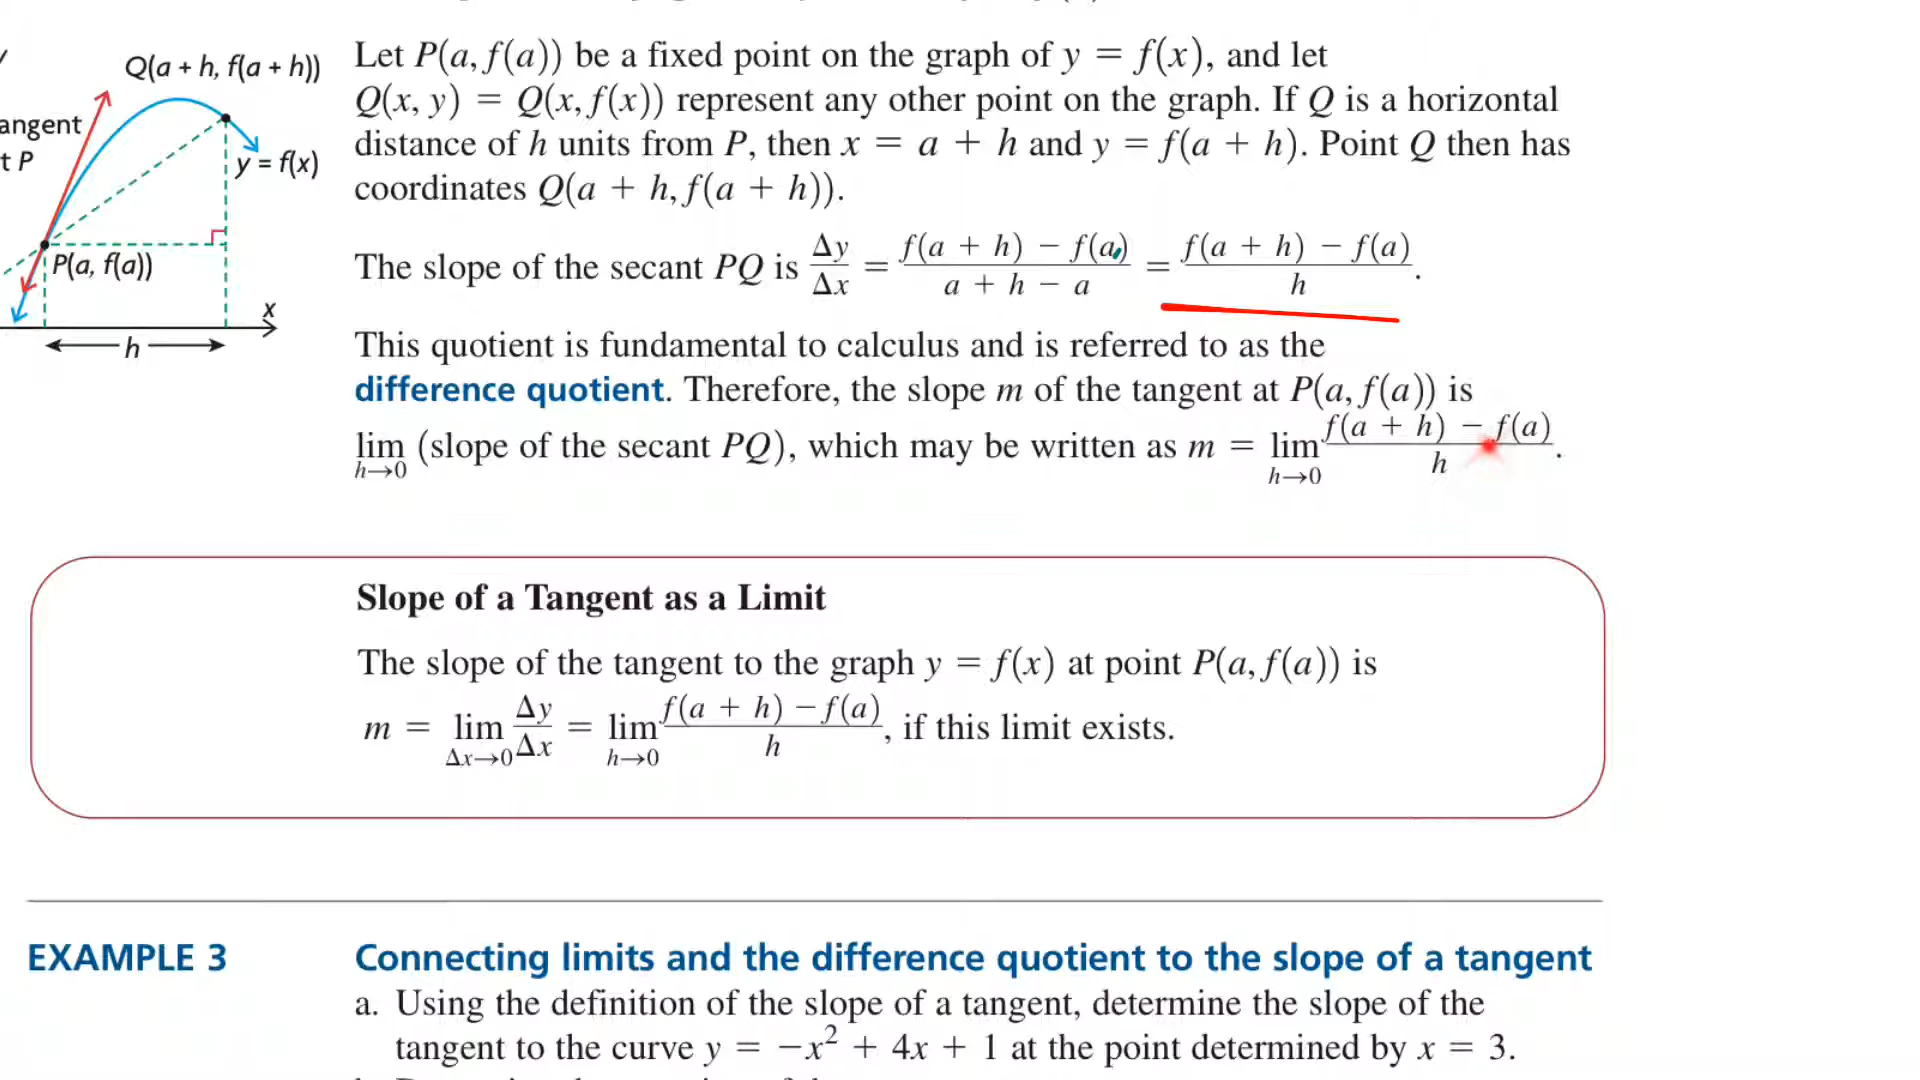 Q(a + h, f(a + h))
angent
t P
y = f(x)
P(a, f(a))
x
h
Let P(a, f(a)) be a fixed point on the graph of y = f(x), and let
Q(x, y) = Q(x, f(x)) represent any other point on the graph. If Q is a horizontal
distance of h units from P, then x = a + h and y = f(a + h). Point Q then has
coordinates Q(a + h, f(a + h)).
The slope of the secant PQ is Δy/Δx = (f(a + h) − f(a))/(a + h − a) = (f(a + h) − f(a))/h.
This quotient is fundamental to calculus and is referred to as the
difference quotient. Therefore, the slope m of the tangent at P(a, f(a)) is
lim h→0 (slope of the secant PQ), which may be written as m = lim h→0 (f(a + h) − f(a))/h.
Slope of a Tangent as a Limit
The slope of the tangent to the graph y = f(x) at point P(a, f(a)) is
m = lim Δx→0 Δy/Δx = lim h→0 (f(a + h) − f(a))/h, if this limit exists.
EXAMPLE 3
Connecting limits and the difference quotient to the slope of a tangent
a. Using the definition of the slope of a tangent, determine the slope of the
tangent to the curve y = −x² + 4x + 1 at the point determined by x = 3.